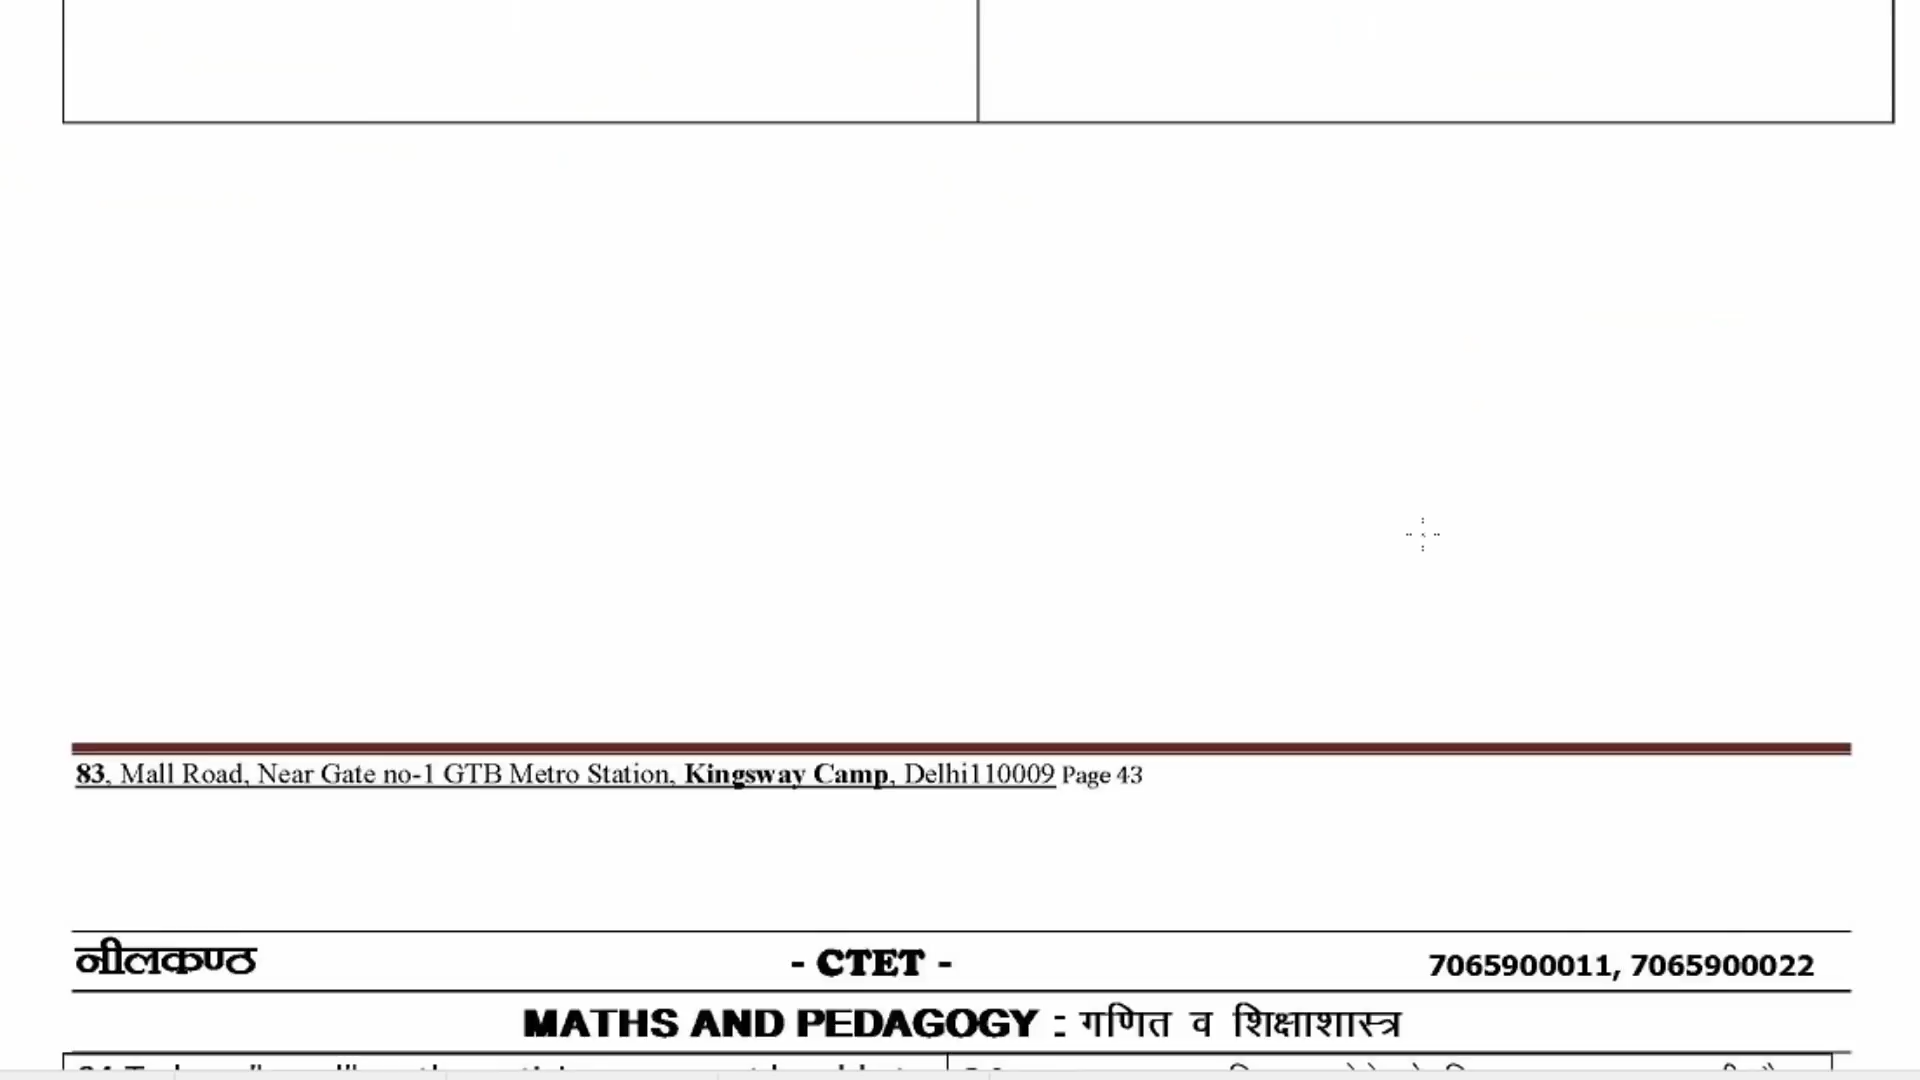 83, Mall Road, Near Gate no-1 GTB Metro Station, Kingsway Camp, Delhi110009 Page 43
नीलकण्ठ - CTET - 7065900011, 7065900022
MATHS AND PEDAGOGY : गणित व शिक्षाशास्त्र